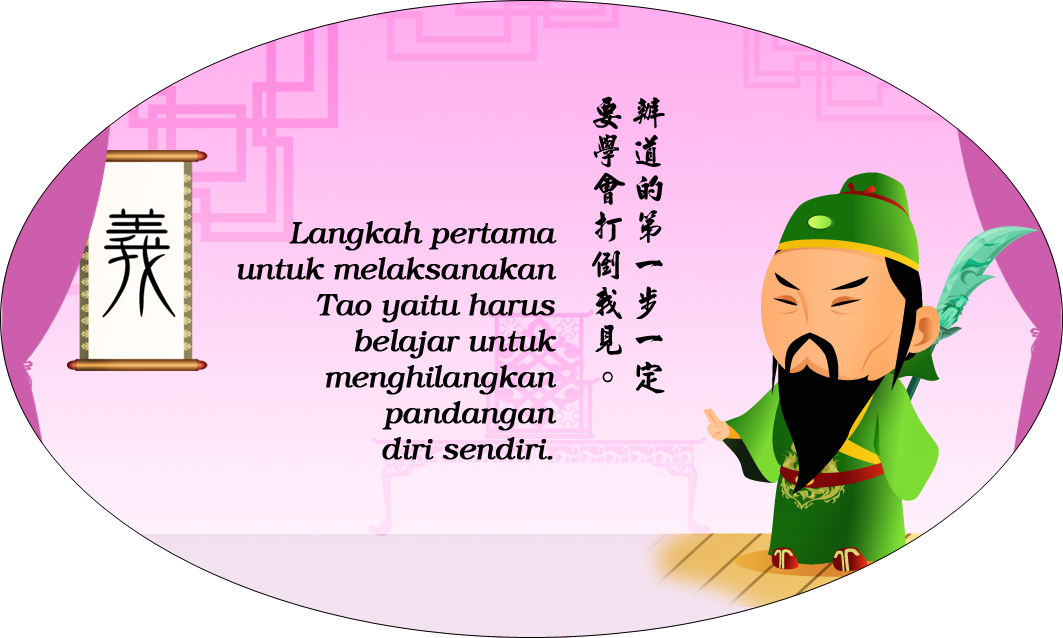 義
Langkah pertama
untuk melaksanakan
Tao yaitu harus
belajar untuk
menghilangkan
pandangan
diri sendiri.
辦道的第一步一定
要學會打倒我見。